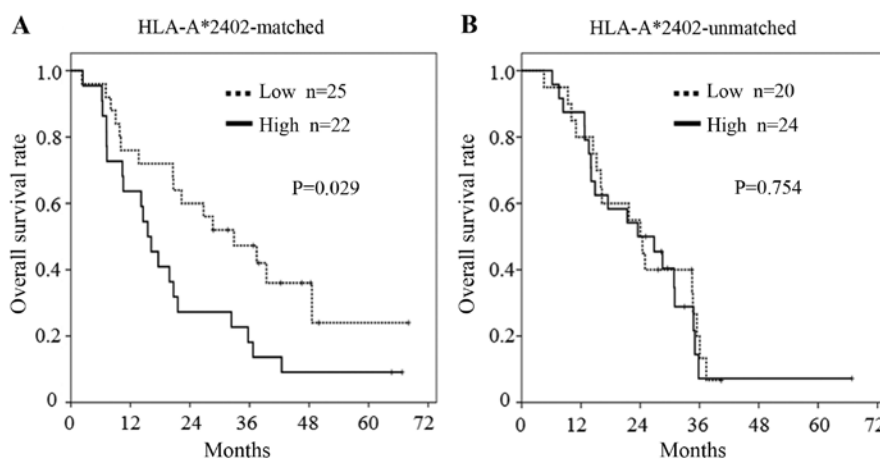 A
HLA-A*2402-matched
Overall survival rate
1.0
0.8
0.6
0.4
0.2
0
Low n=25
High n=22
P=0.029
0 12 24 36 48 60 72
Months
B
HLA-A*2402-unmatched
Overall survival rate
1.0
0.8
0.6
0.4
0.2
0
Low n=20
High n=24
P=0.754
0 12 24 36 48 60 72
Months